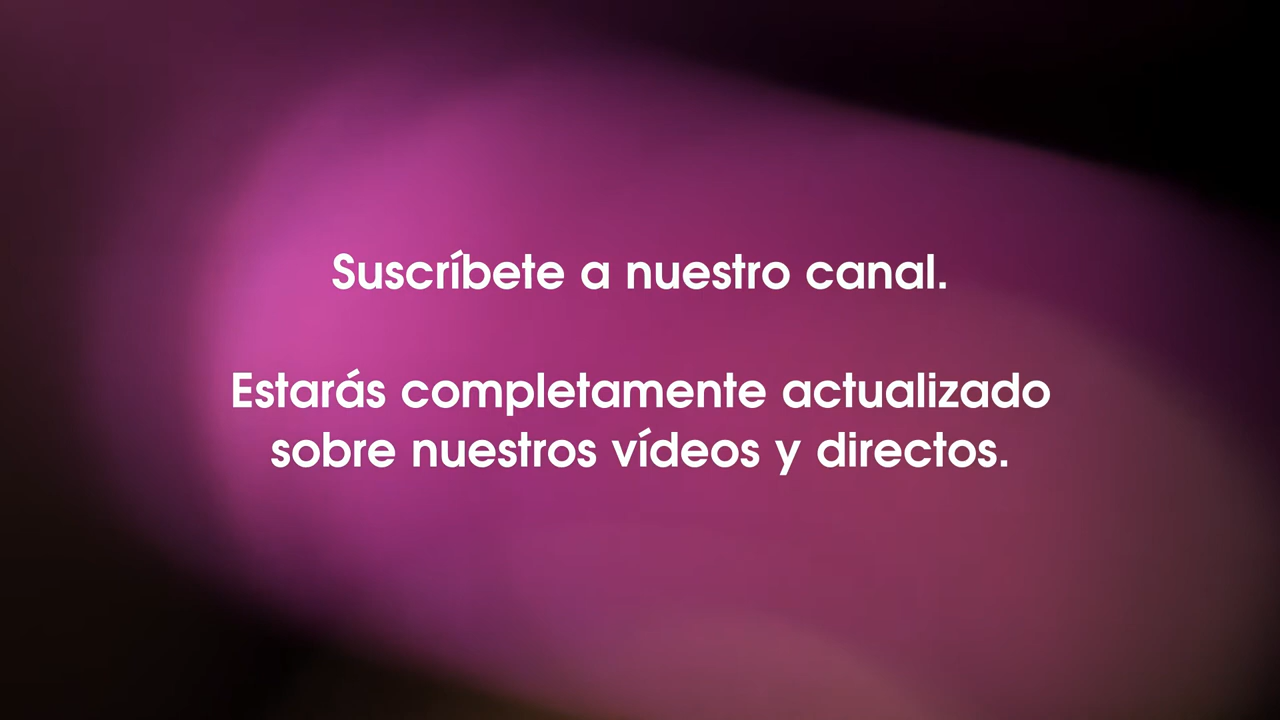 Suscríbete a nuestro canal.
Estarás completamente actualizado
sobre nuestros vídeos y directos.